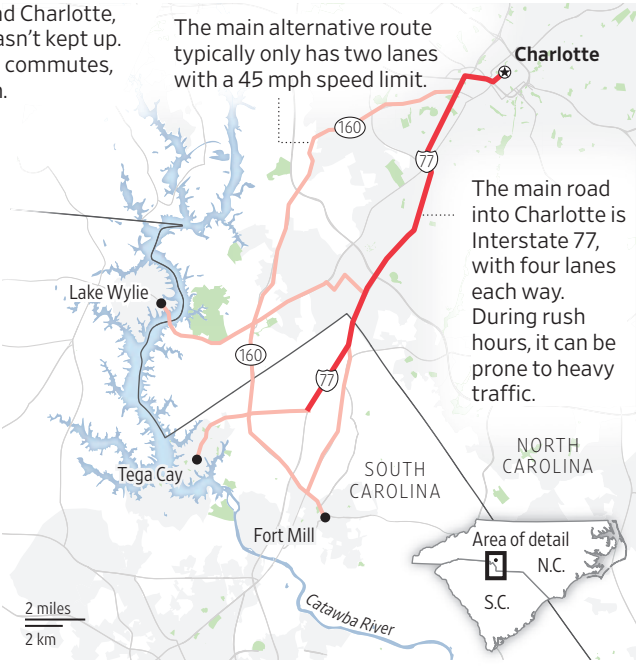 nd Charlotte,
asn't kept up.
commutes,
The main alternative route
typically only has two lanes
with a 45 mph speed limit.
Charlotte
160
77
The main road
into Charlotte is
Interstate 77,
with four lanes
each way.
During rush
hours, it can be
prone to heavy
traffic.
Lake Wylie
160
77
Tega Cay
SOUTH
CAROLINA
NORTH
CAROLINA
Fort Mill
Area of detail
N.C.
S.C.
2 miles
2 km
Catawba River